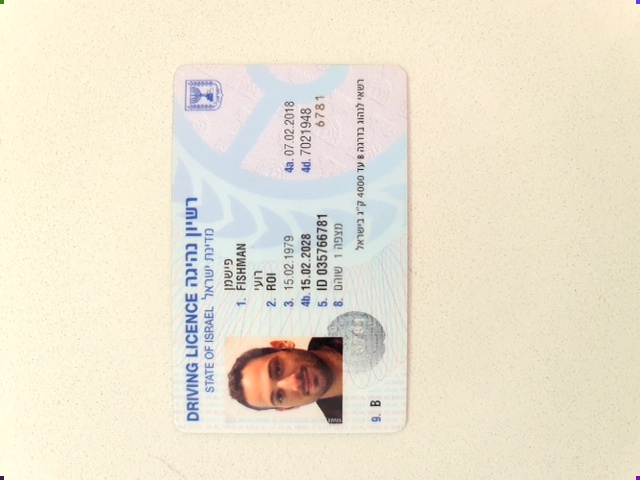 רשיון נהיגה DRIVING LICENCE
STATE OF ISRAEL מדינת ישראל
פישמן
1. FISHMAN
רועי
2. ROI
3. 15.02.1979 4a. 07.02.2018
4b. 15.02.2028 4d. 7021948
5. ID 035766781 6781
8. מצפה 1 שוהם
רשאי לנהוג בדרגה B עד 4000 ק"ג בישראל
6781
9. B